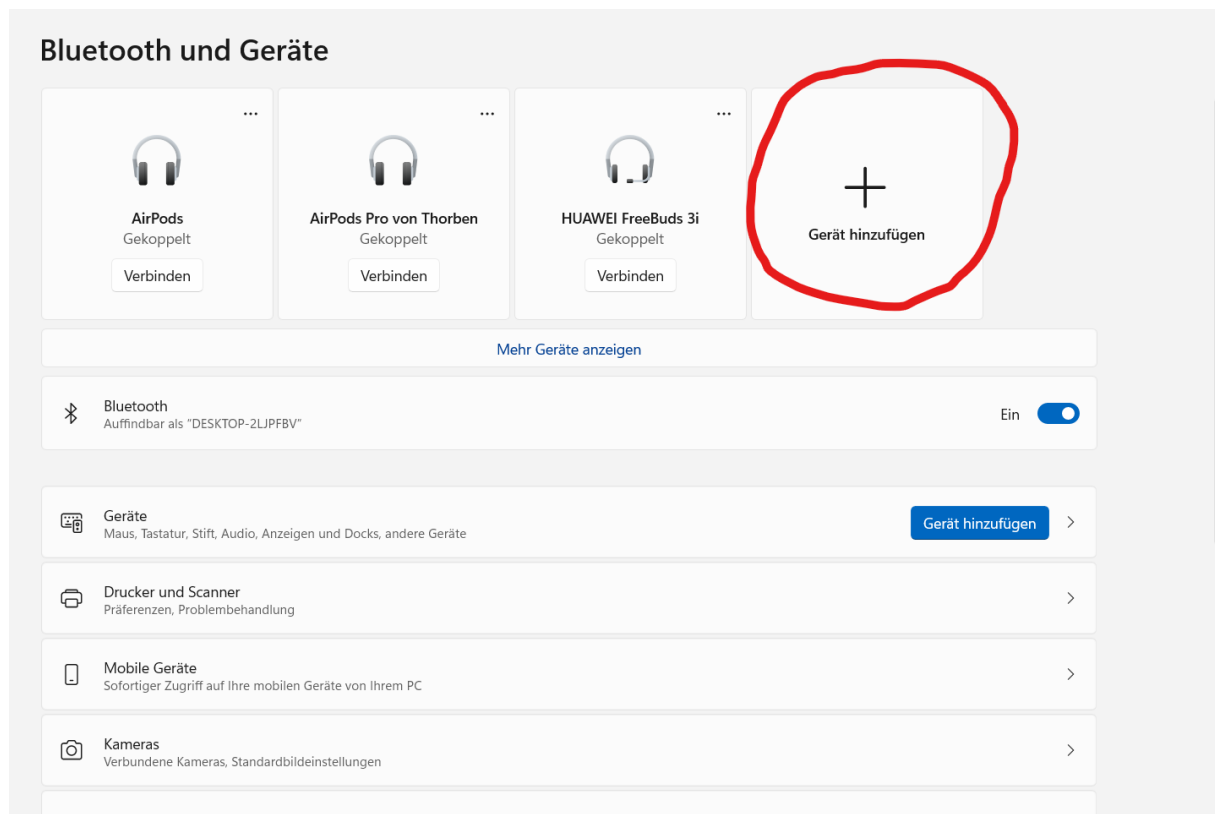 Bluetooth und Geräte
AirPods
Gekoppelt
Verbinden
AirPods Pro von Thorben
Gekoppelt
Verbinden
HUAWEI FreeBuds 3i
Gekoppelt
Verbinden
Gerät hinzufügen
Mehr Geräte anzeigen
Bluetooth
Auffindbar als "DESKTOP-2LJPFBV"
Ein
Geräte
Maus, Tastatur, Stift, Audio, Anzeigen und Docks, andere Geräte
Gerät hinzufügen
Drucker und Scanner
Präferenzen, Problembehandlung
Mobile Geräte
Sofortiger Zugriff auf Ihre mobilen Geräte von Ihrem PC
Kameras
Verbundene Kameras, Standardbildeinstellungen